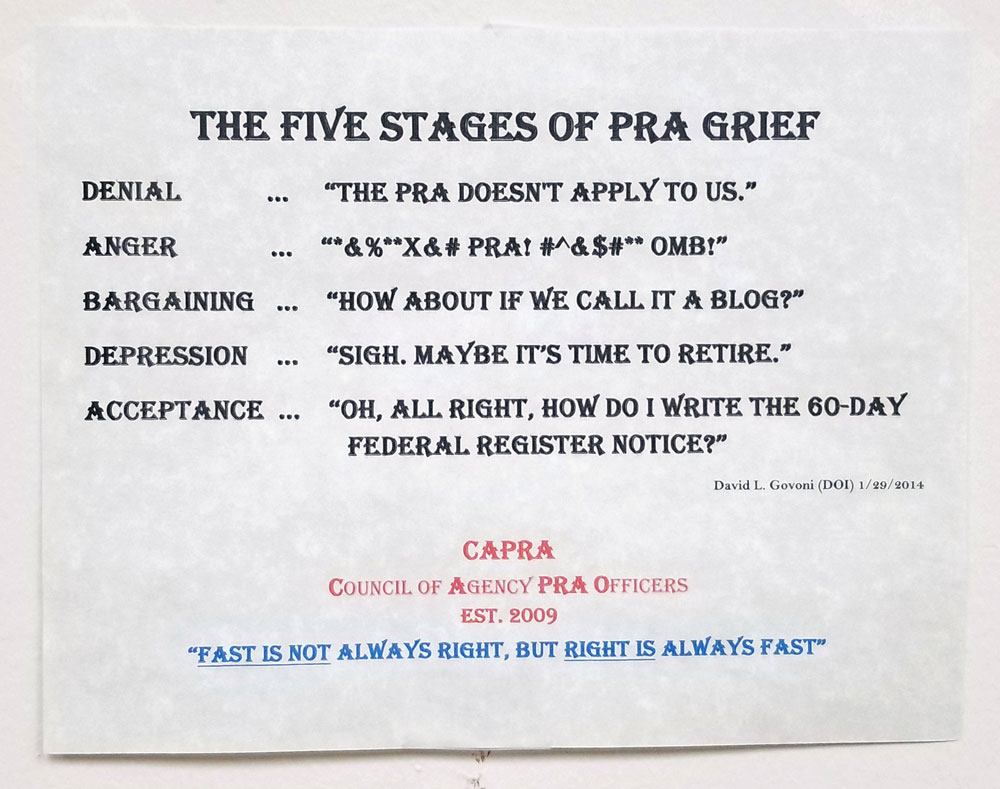 THE FIVE STAGES OF PRA GRIEF
DENIAL ... “THE PRA DOESN'T APPLY TO US.”
ANGER ... “*&%**X&# PRA! #^&$#** OMB!”
BARGAINING ... “HOW ABOUT IF WE CALL IT A BLOG?”
DEPRESSION ... “SIGH. MAYBE IT’S TIME TO RETIRE.”
ACCEPTANCE ... “OH, ALL RIGHT, HOW DO I WRITE THE 60-DAY
FEDERAL REGISTER NOTICE?”
David L. Govoni (DOI) 1/29/2014
CAPRA
COUNCIL OF AGENCY PRA OFFICERS
EST. 2009
“FAST IS NOT ALWAYS RIGHT, BUT RIGHT IS ALWAYS FAST”